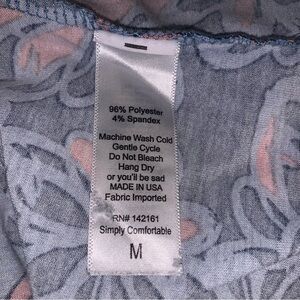 96% Polyester
4% Spandex
Machine Wash Cold
Gentle Cycle
Do Not Bleach
Hang Dry
or you'll be sad
MADE IN USA
Fabric Imported
RN# 142161
Simply Comfortable
M